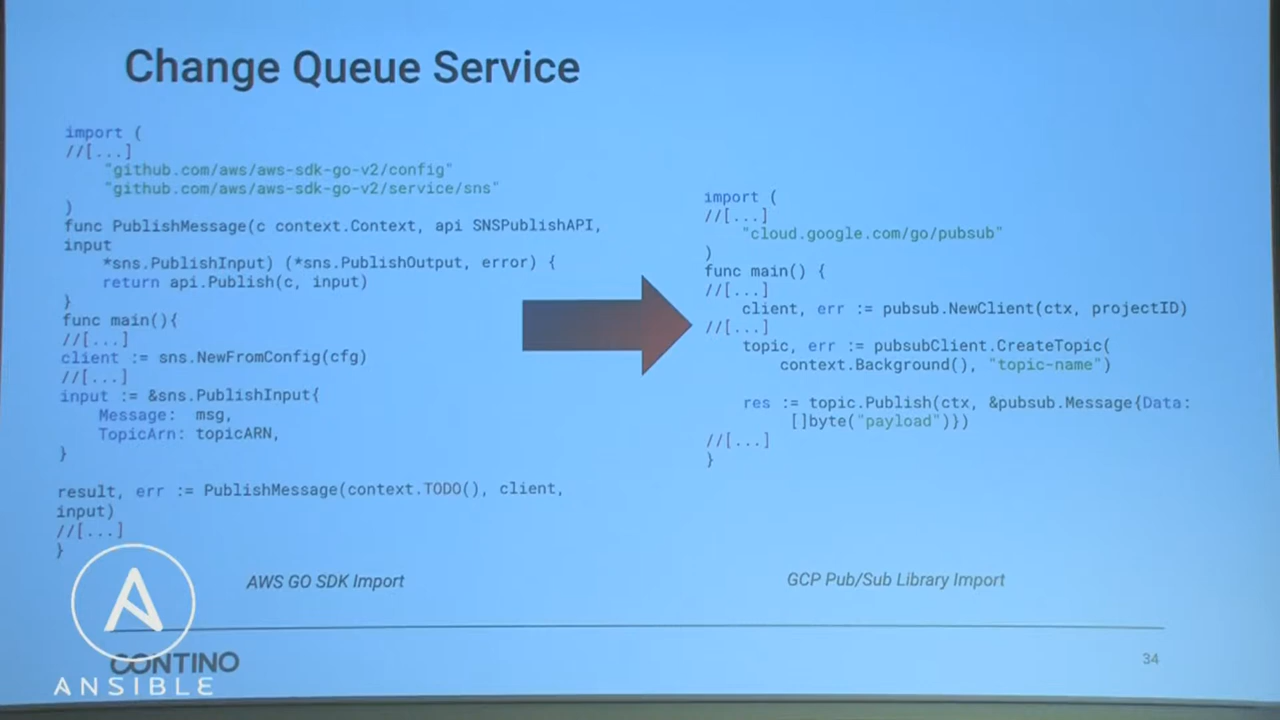 Change Queue Service
import (
//[...]
"github.com/aws/aws-sdk-go-v2/config"
"github.com/aws/aws-sdk-go-v2/service/sns"
)
func PublishMessage(c context.Context, api SNSPublishAPI,
input
*sns.PublishInput) (*sns.PublishOutput, error) {
return api.Publish(c, input)
}
func main(){
//[...]
client := sns.NewFromConfig(cfg)
//[...]
input := &sns.PublishInput{
Message: msg,
TopicArn: topicARN,
}
result, err := PublishMessage(context.TODO(), client,
input)
//[...]
}
AWS GO SDK Import
import (
//[...]
"cloud.google.com/go/pubsub"
)
func main() {
//[...]
client, err := pubsub.NewClient(ctx, projectID)
//[...]
topic, err := pubsubClient.CreateTopic(
context.Background(), "topic-name")
res := topic.Publish(ctx, &pubsub.Message{Data:
[]byte("payload")})
//[...]
}
GCP Pub/Sub Library Import
CONTINO
34
ANSIBLE